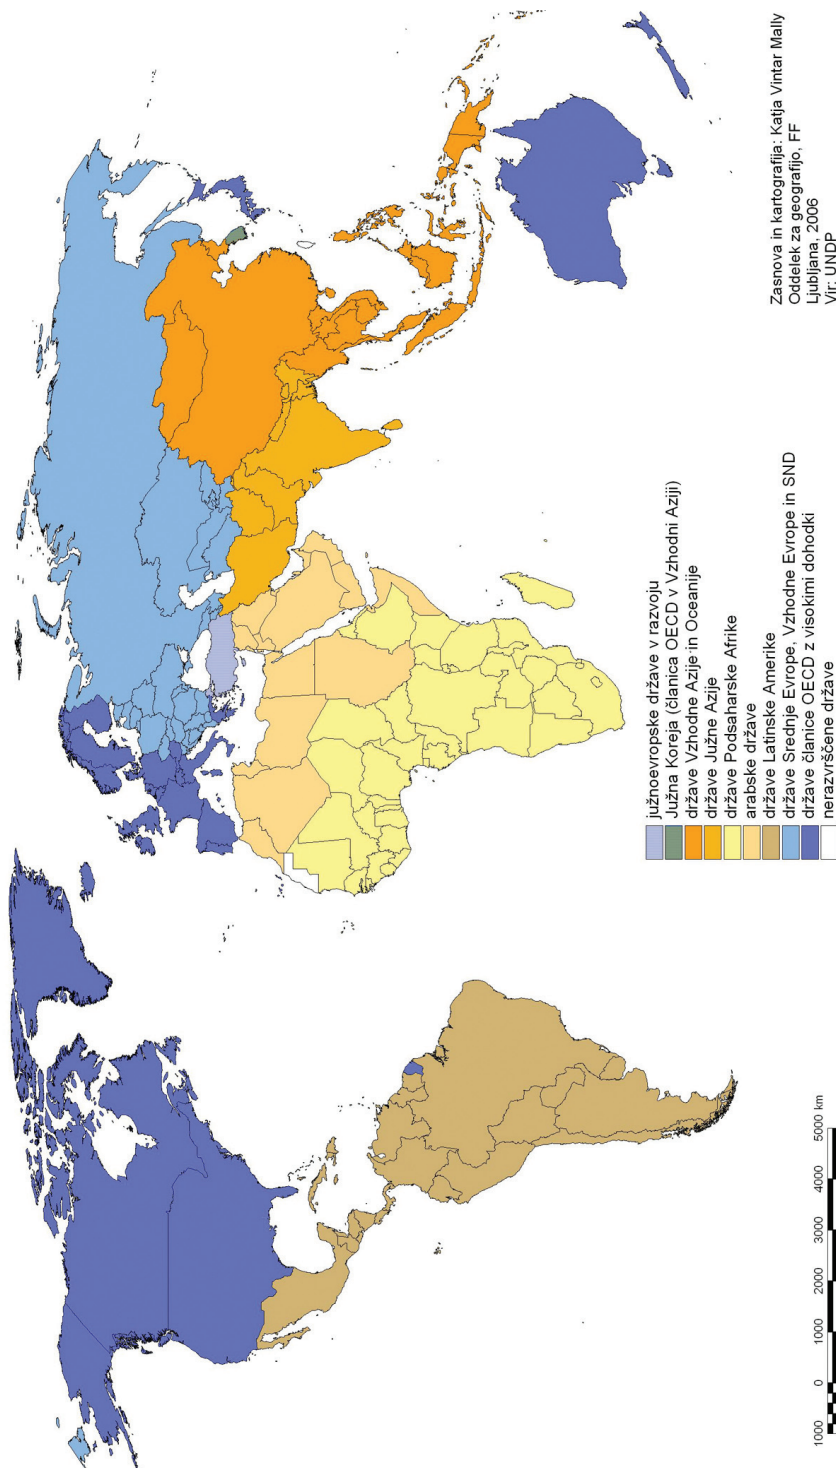 Zasnova in kartografija: Katja Vintar Mally
Oddelek za geografijo, FF
Ljubljana, 2006
Vir: UNDP
južnoevropske države v razvoju
Južna Koreja (članica OECD v Vzhodni Aziji)
države Vzhodne Azije in Oceanije
države Južne Azije
države Podsaharske Afrike
arabske države
države Latinske Amerike
države Srednje Evrope, Vzhodne Evrope in SND
države članice OECD z visokimi dohodki
nerazvrščene države
1000 0 1000 2000 3000 4000 5000 km